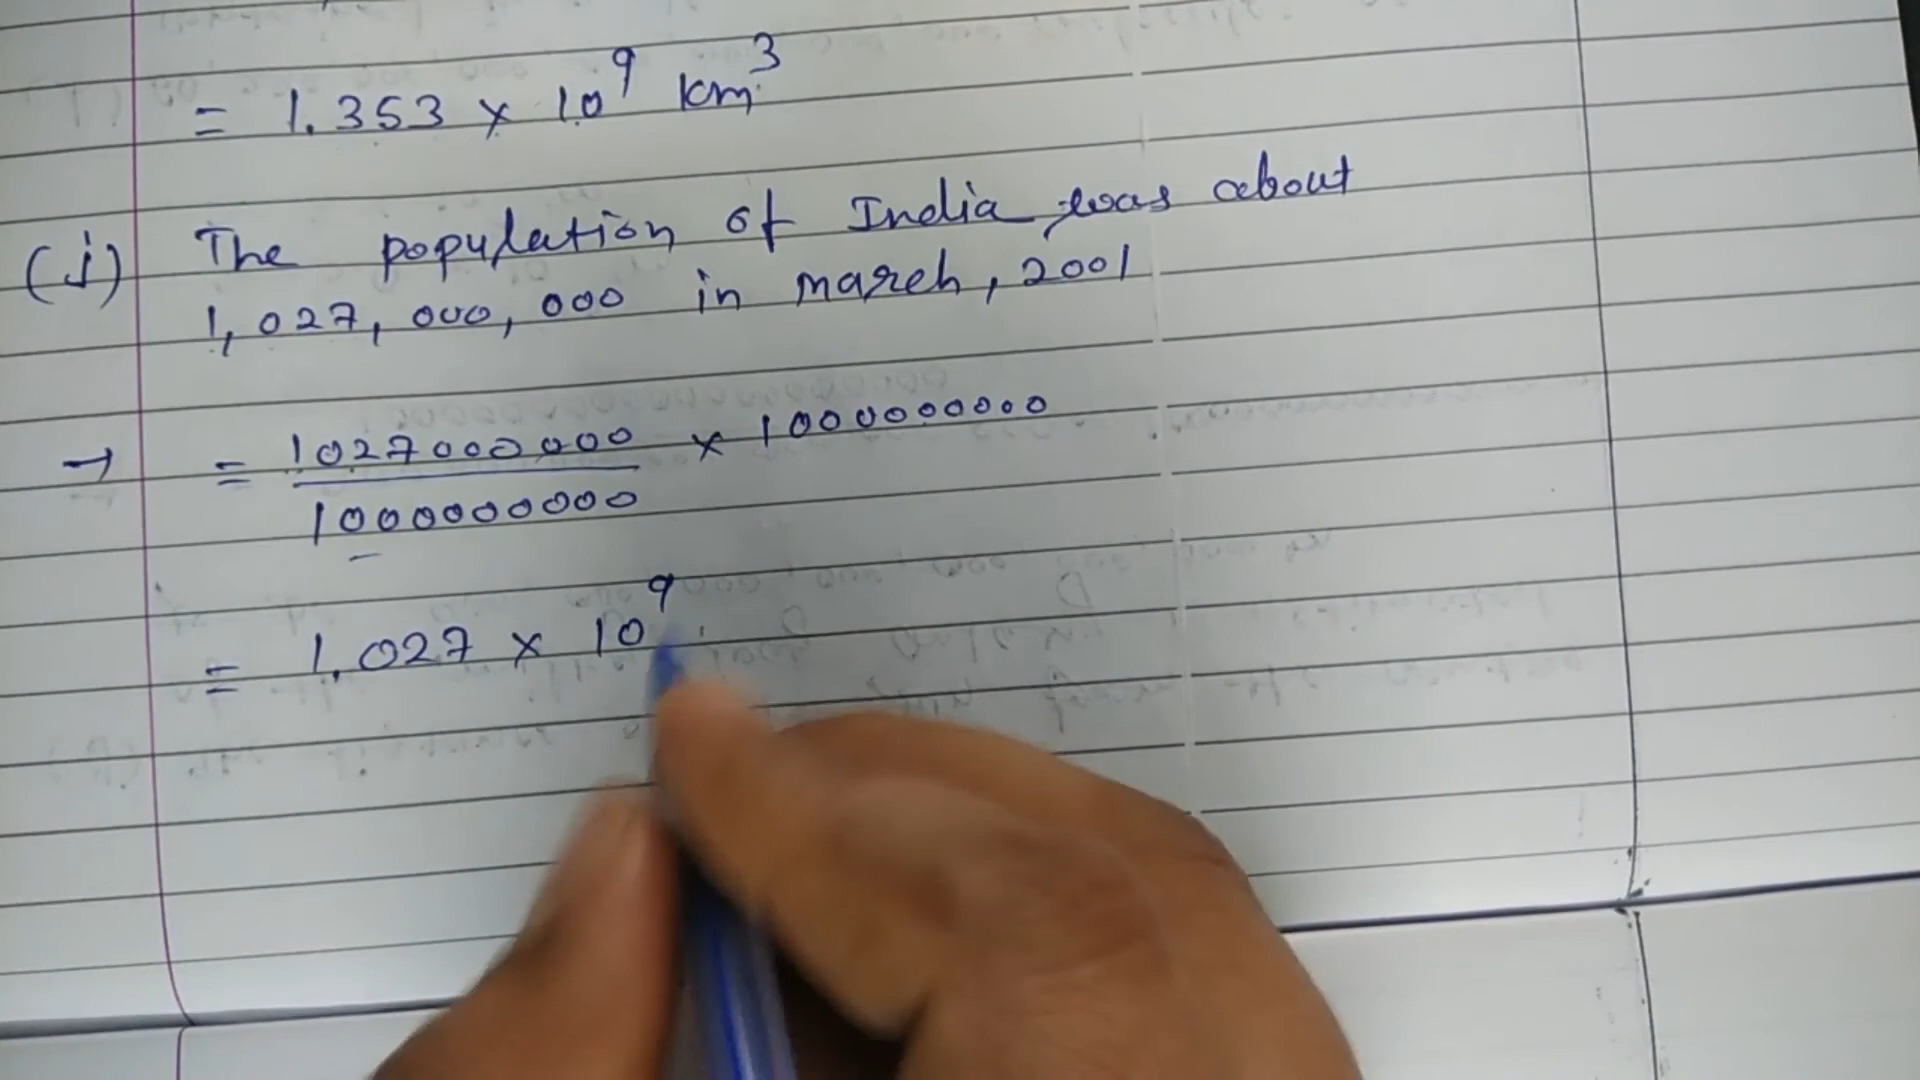 = 1.353 × 10⁹ km³
(j) The population of India was about
1,027,000,000 in march, 2001
→ = 1027000000 × 1000000000
1000000000
= 1.027 × 10⁹